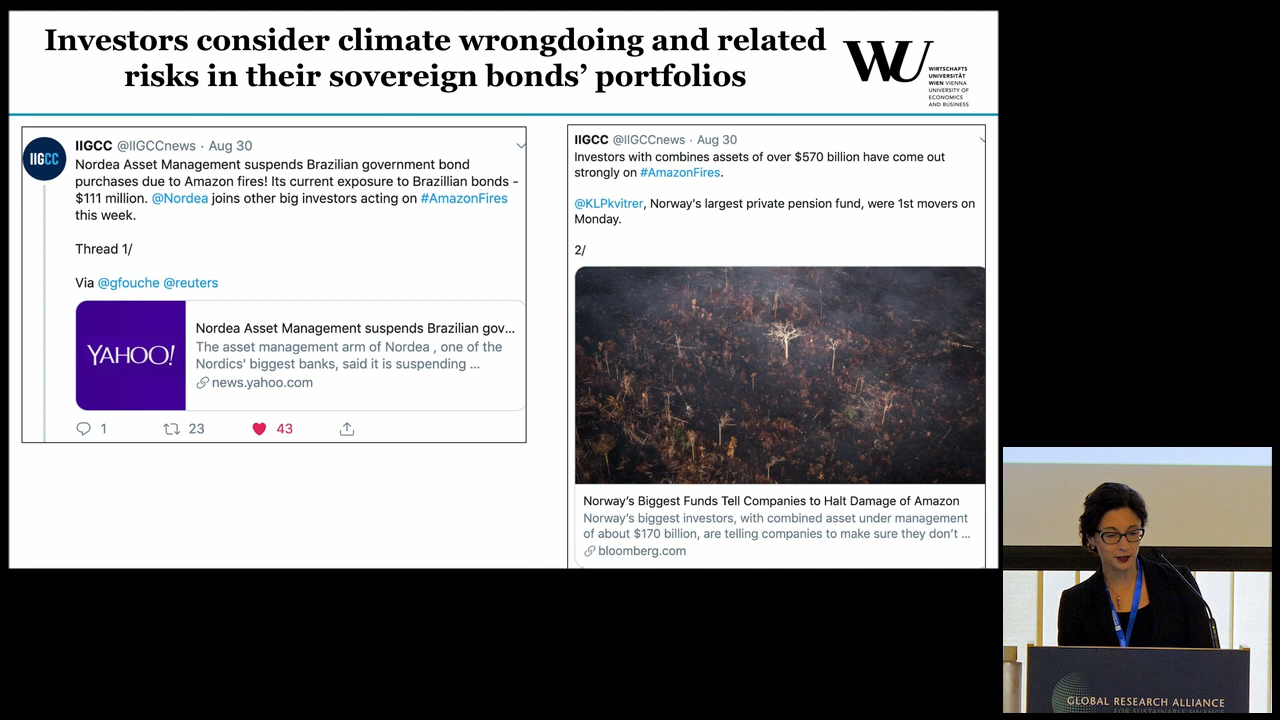 Investors consider climate wrongdoing and related
risks in their sovereign bonds’ portfolios
WU
WIRTSCHAFTS
UNIVERSITÄT
WIEN VIENNA
UNIVERSITY OF
ECONOMICS
AND BUSINESS
IIGCC
IIGCC @IIGCCnews · Aug 30
Nordea Asset Management suspends Brazilian government bond
purchases due to Amazon fires! Its current exposure to Brazillian bonds -
$111 million. @Nordea joins other big investors acting on #AmazonFires
this week.
Thread 1/
Via @gfouche @reuters
YAHOO!
Nordea Asset Management suspends Brazilian gov...
The asset management arm of Nordea , one of the
Nordics' biggest banks, said it is suspending ...
news.yahoo.com
1 23 43
IIGCC @IIGCCnews · Aug 30
Investors with combines assets of over $570 billion have come out
strongly on #AmazonFires.
@KLPkvitrer, Norway's largest private pension fund, were 1st movers on
Monday.
2/
Norway’s Biggest Funds Tell Companies to Halt Damage of Amazon
Norway’s biggest investors, with combined asset under management
of about $170 billion, are telling companies to make sure they don’t ...
bloomberg.com
GLOBAL RESEARCH ALLIANCE
FOR SUSTAINABLE FINANCE